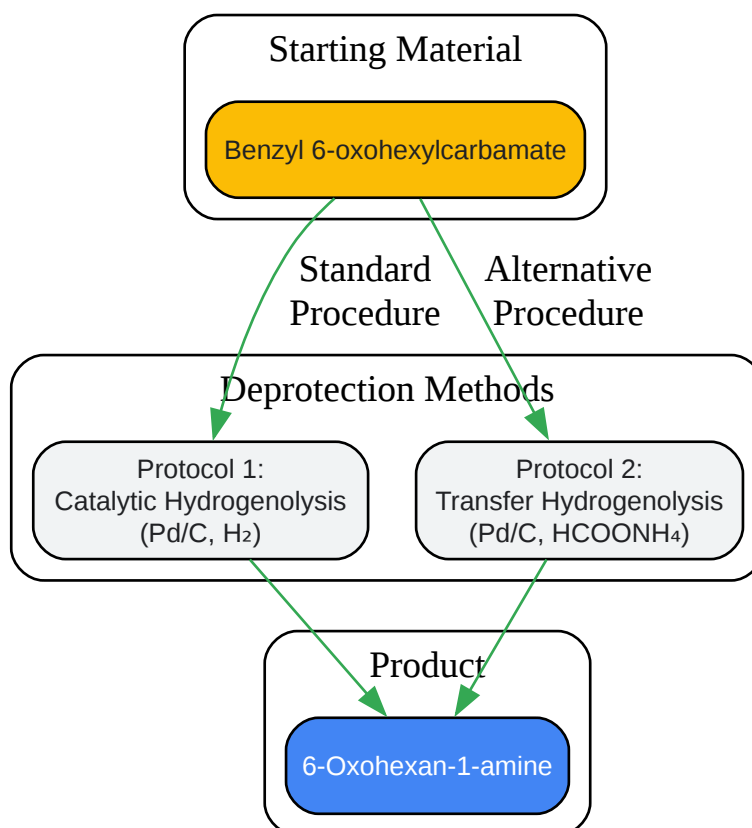 Starting Material
Benzyl 6-oxohexylcarbamate
Standard
Procedure
Alternative
Procedure
Deprotection Methods
Protocol 1:
Catalytic Hydrogenolysis
(Pd/C, H₂)
Protocol 2:
Transfer Hydrogenolysis
(Pd/C, HCOONH₄)
Product
6-Oxohexan-1-amine